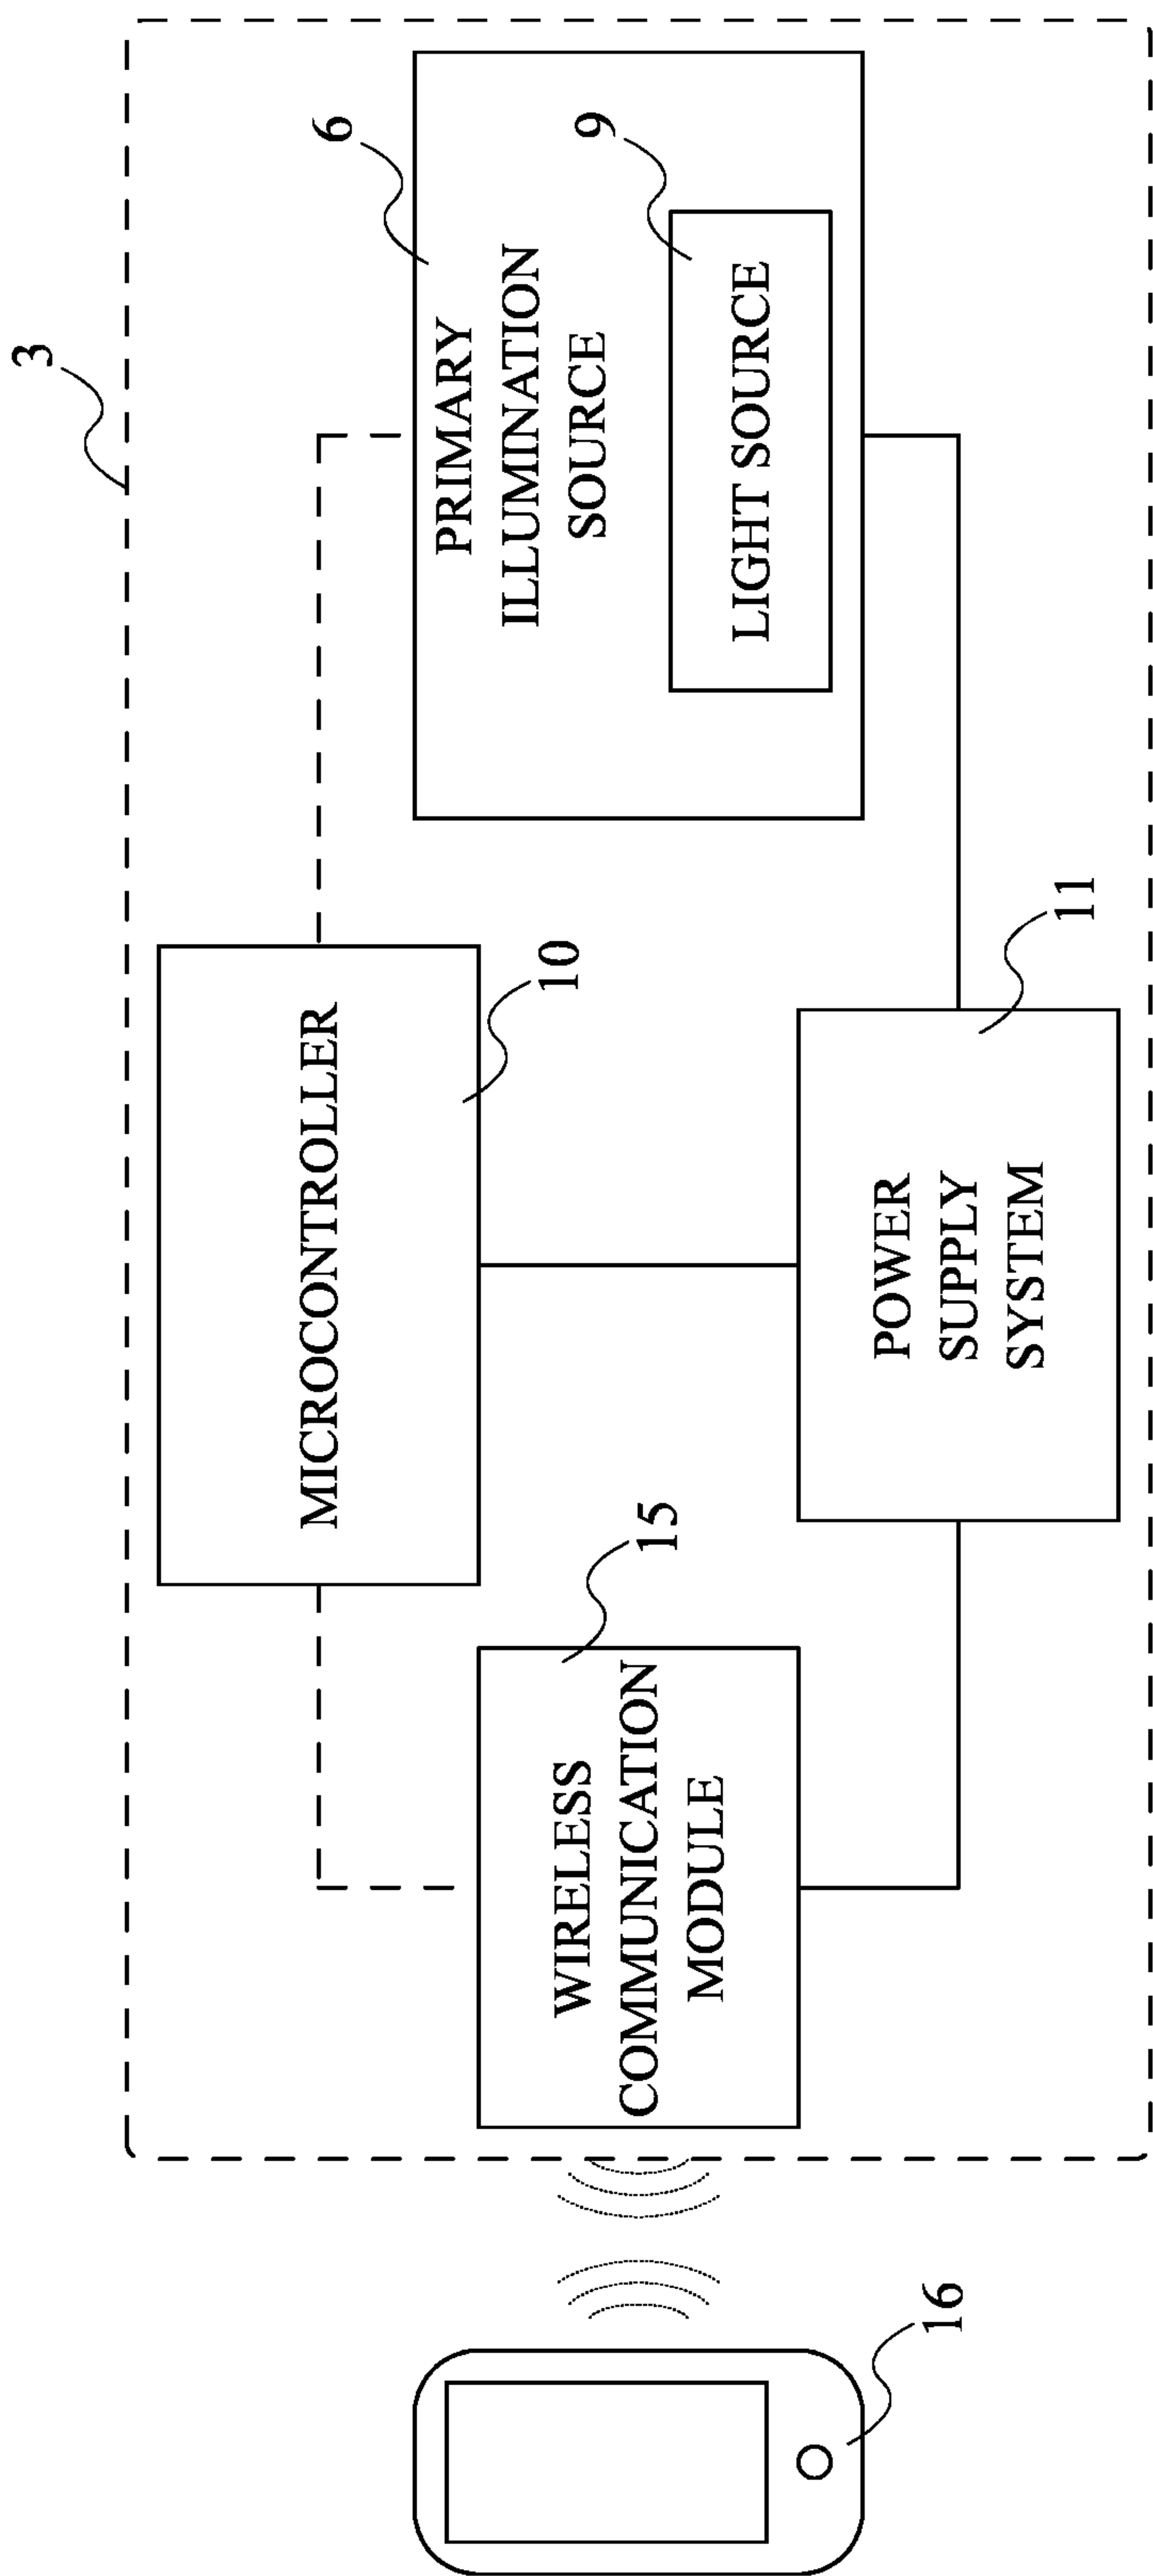 3
MICROCONTROLLER
10
PRIMARY
ILLUMINATION
SOURCE
6
LIGHT SOURCE
9
WIRELESS
COMMUNICATION
MODULE
15
POWER
SUPPLY
SYSTEM
11
16